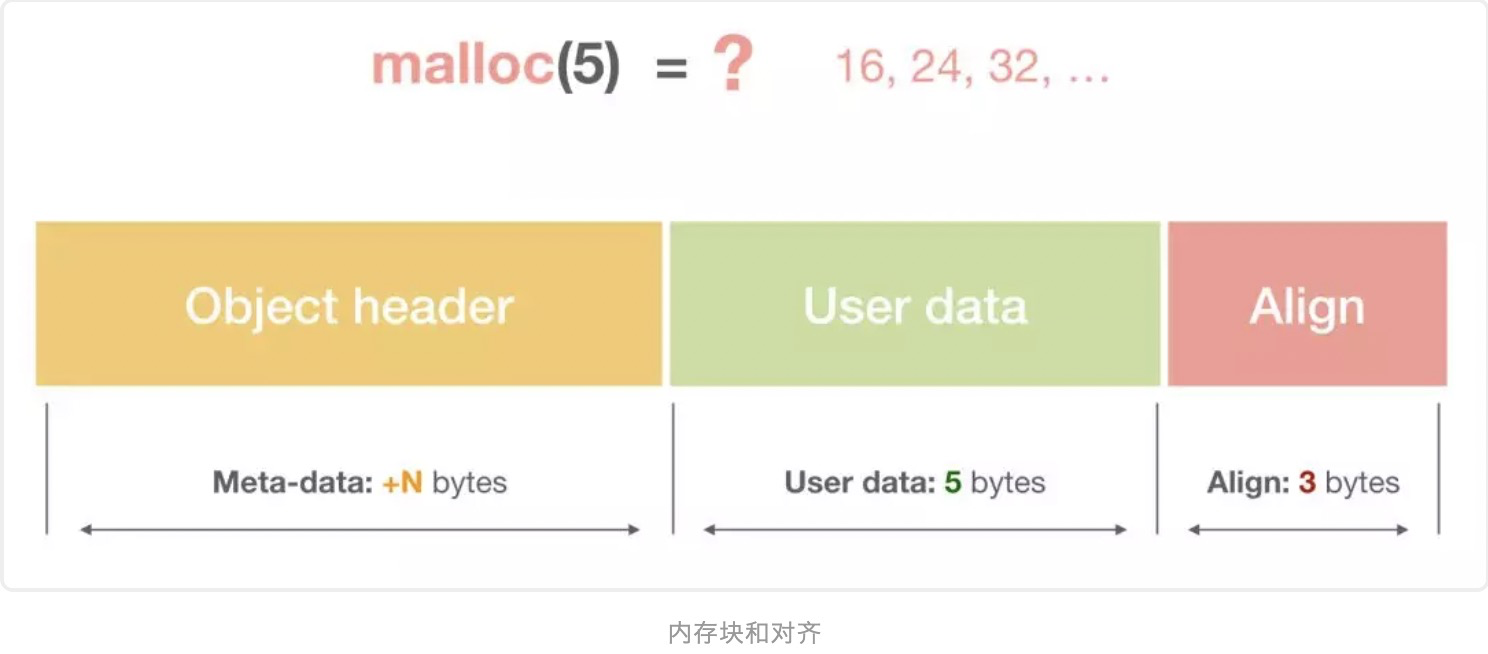 malloc(5) = ? 16, 24, 32, ...
Object header
User data
Align
Meta-data: +N bytes
User data: 5 bytes
Align: 3 bytes
内存块和对齐